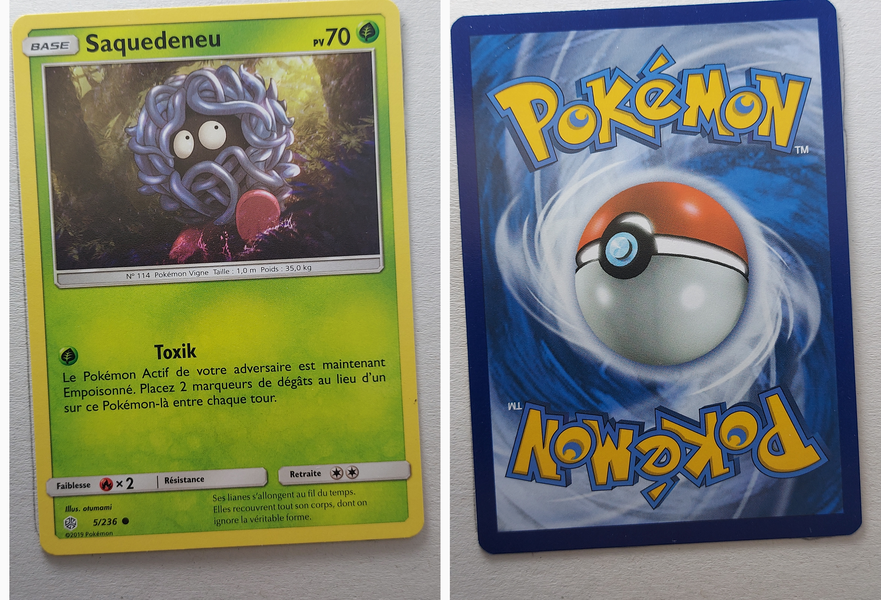 BASE Saquedeneu PV70
N° 114 Pokémon Vigne Taille : 1,0 m Poids : 35,0 kg
Toxik
Le Pokémon Actif de votre adversaire est maintenant
Empoisonné. Placez 2 marqueurs de dégâts au lieu d'un
sur ce Pokémon-là entre chaque tour.
Faiblesse × 2 Résistance Retraite
Ses lianes s'allongent au fil du temps.
Elles recouvrent tout son corps, dont on
ignore la véritable forme.
Illus. otumami
5/236
©2019 Pokémon
POKéMON
TM
POKéMON
TM